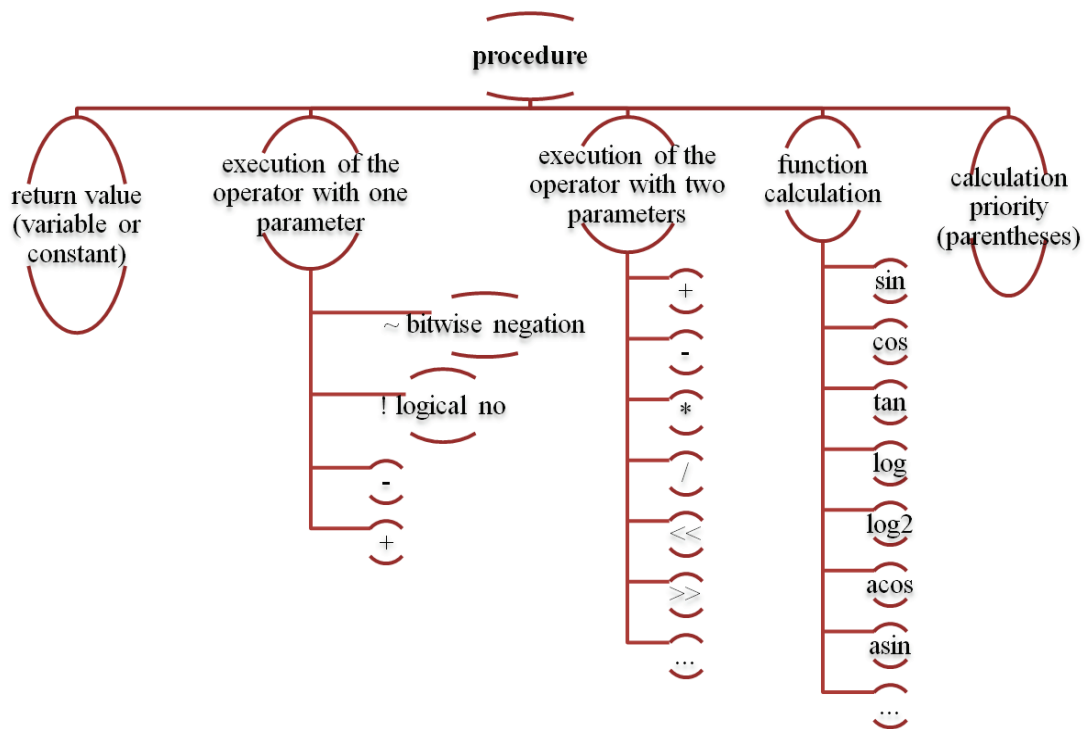 procedure
return value
(variable or
constant)
execution of the
operator with one
parameter
~ bitwise negation
! logical no
-
+
execution of the
operator with two
parameters
+
-
*
/
<<
>>
...
function
calculation
sin
cos
tan
log
log2
acos
asin
...
calculation
priority
(parentheses)